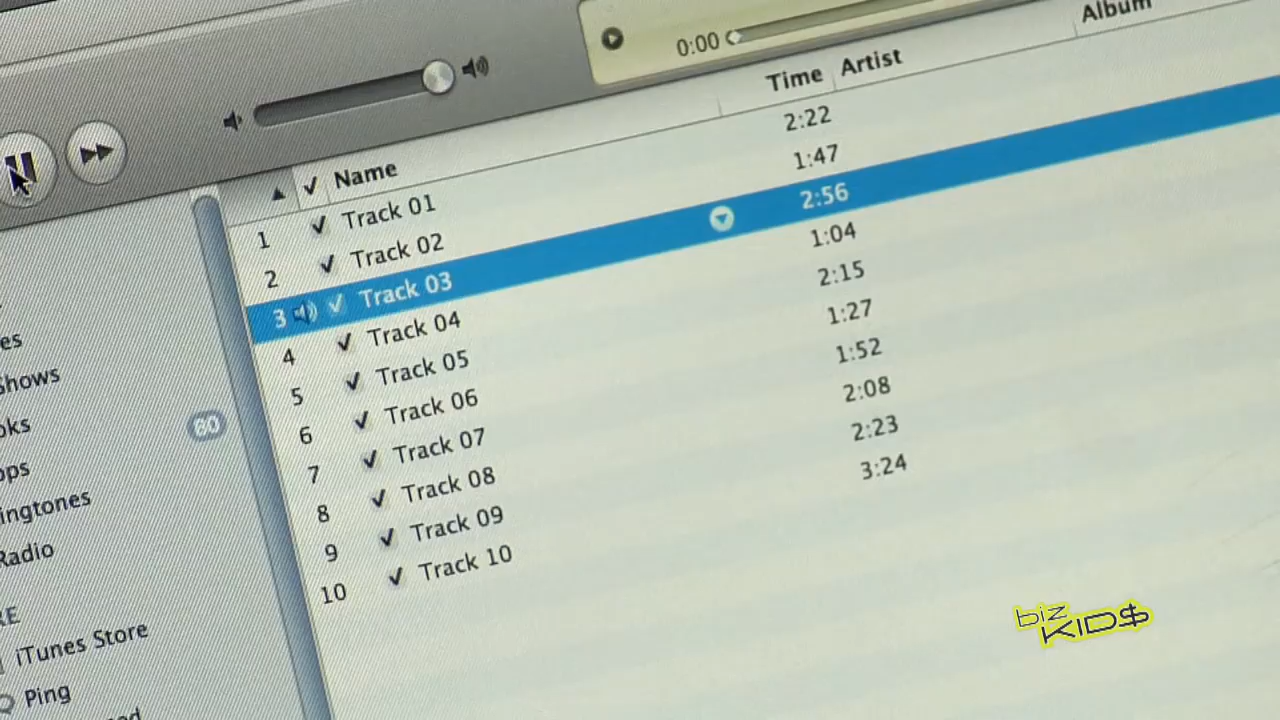 0:00
Album
Name Time Artist
1 Track 01 2:22
2 Track 02 1:47
3 Track 03 2:56
4 Track 04 1:04
5 Track 05 2:15
6 Track 06 1:27
7 Track 07 1:52
8 Track 08 2:08
9 Track 09 2:23
10 Track 10 3:24
es
Shows
oks 60
ops
ingtones
Radio
RE
iTunes Store
Ping
biz
KID$